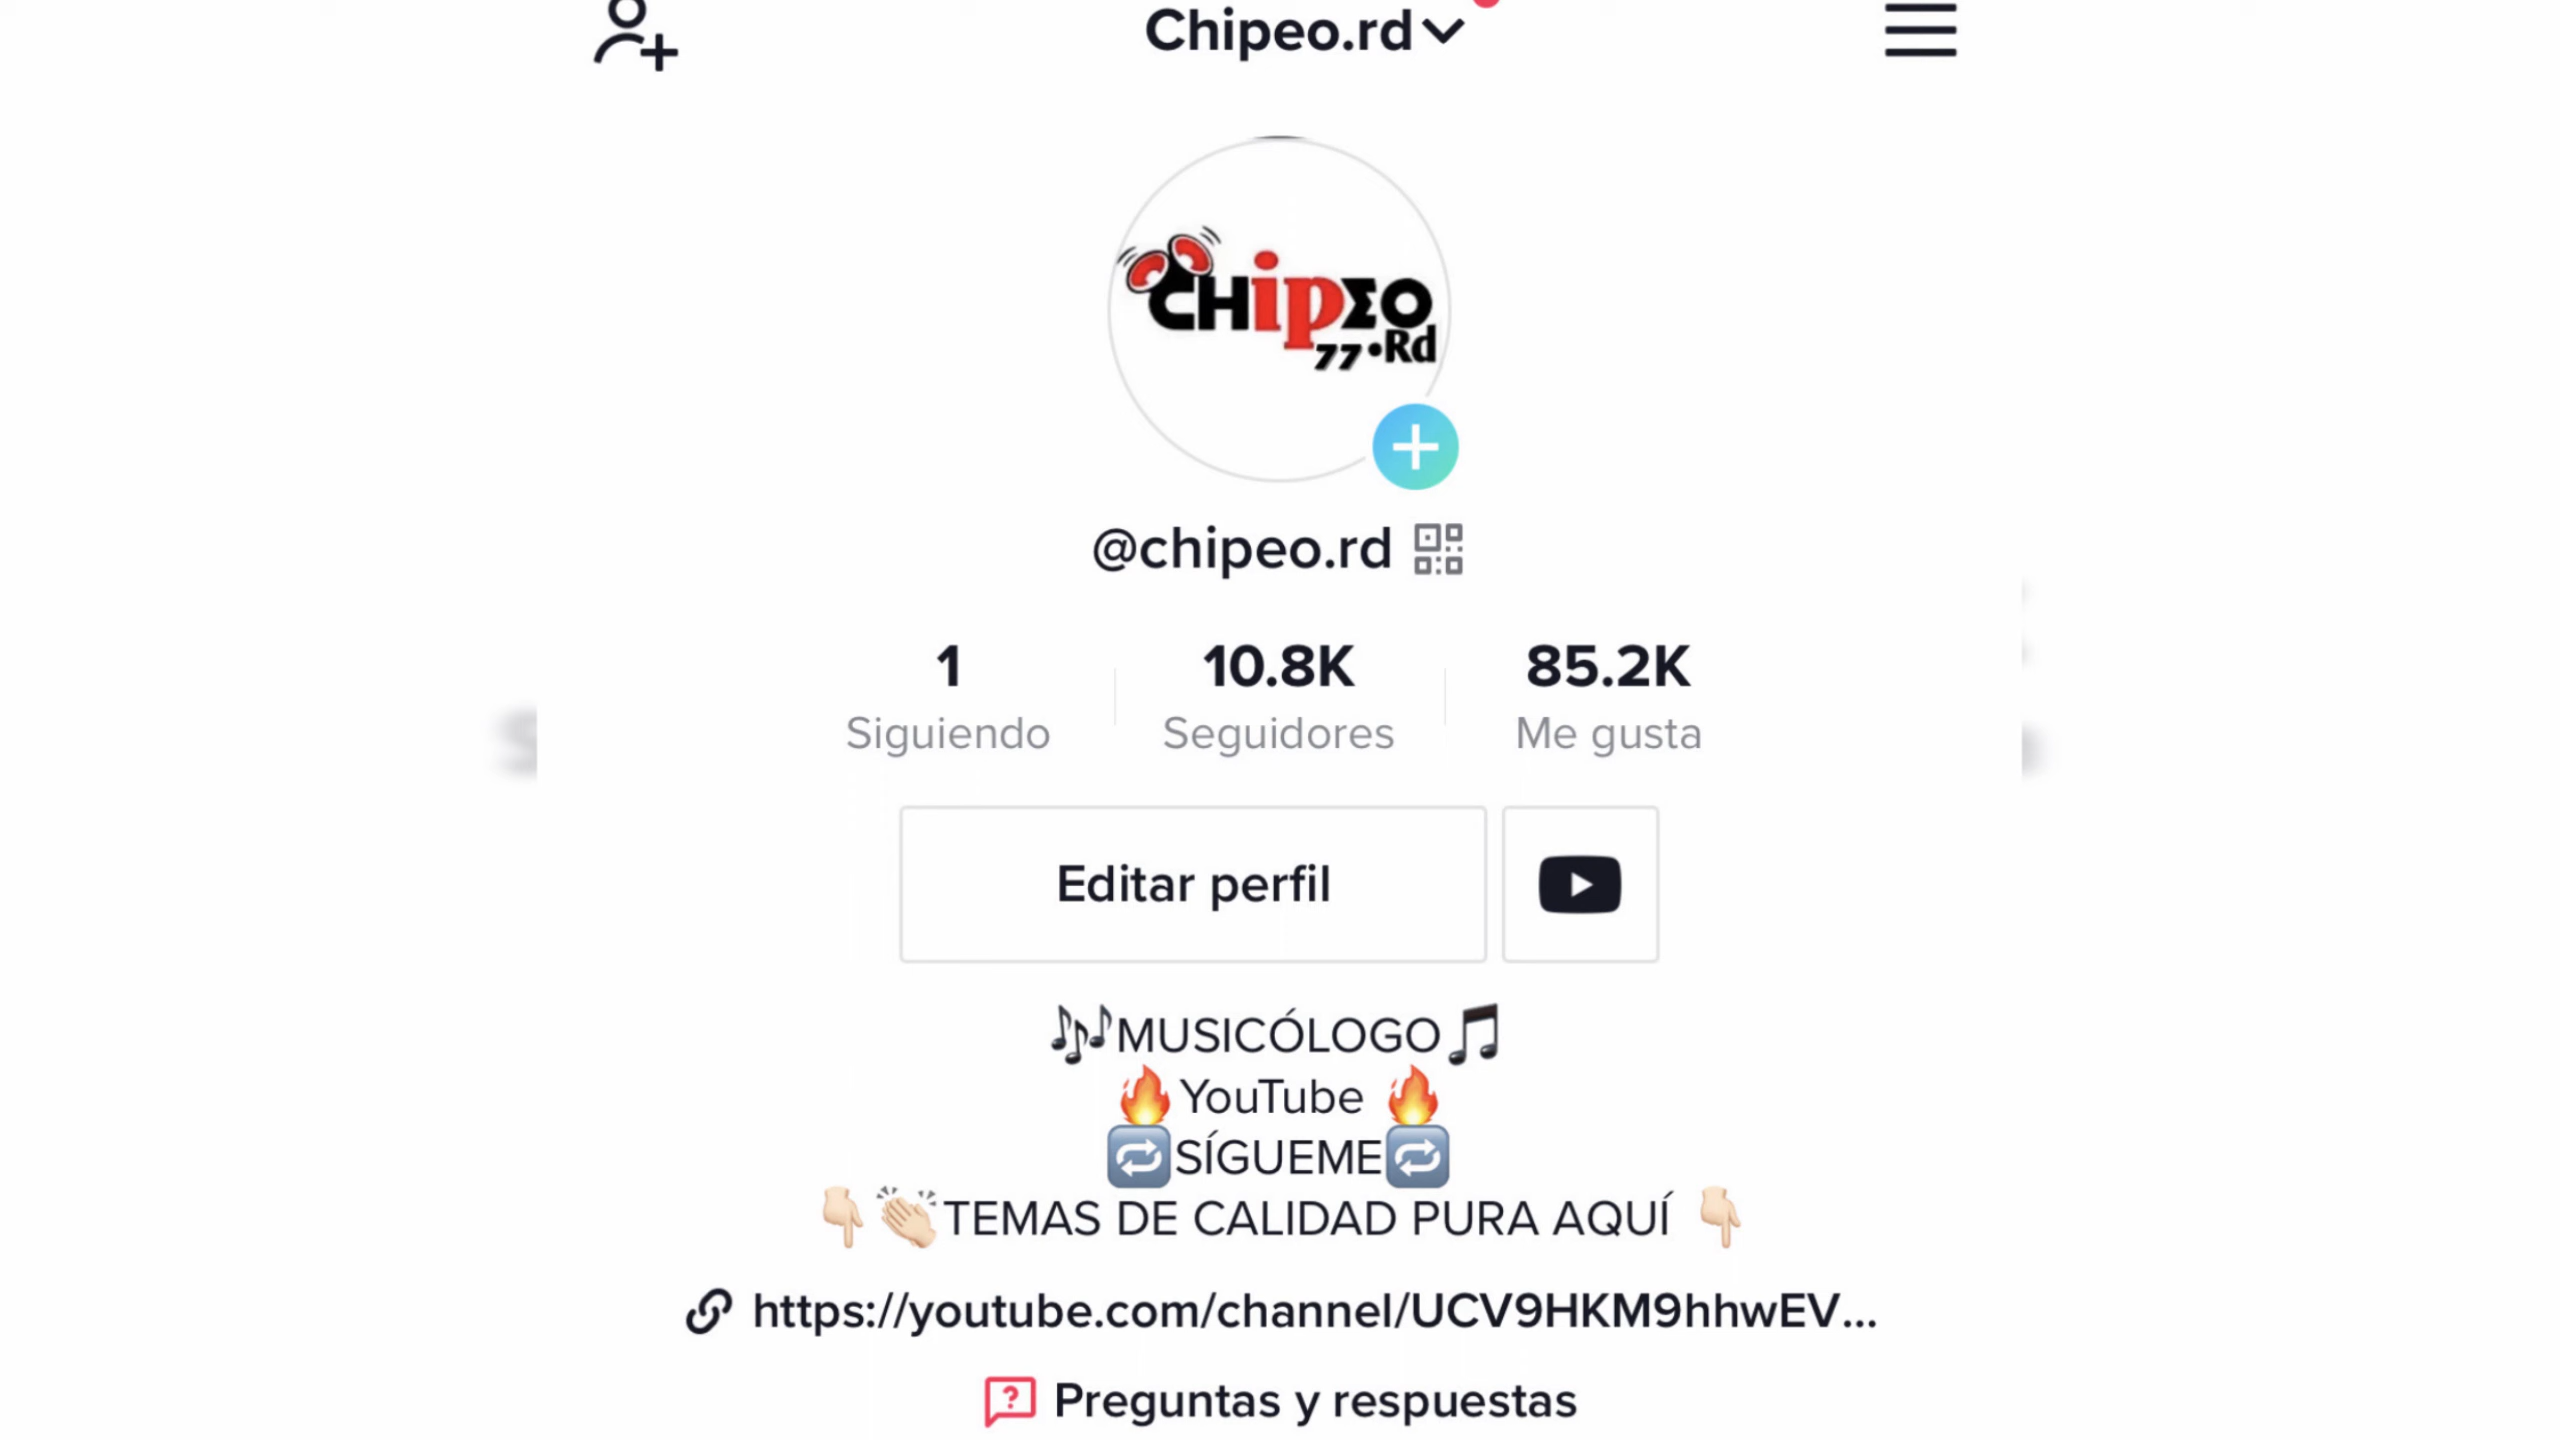 Chipeo.rd
CHipΣO
77•Rd
@chipeo.rd
1 10.8K 85.2K
Siguiendo Seguidores Me gusta
Editar perfil
🎶MUSICÓLOGO🎵
🔥YouTube 🔥
🔁SÍGUEME🔁
👇🏻👏🏻TEMAS DE CALIDAD PURA AQUÍ 👇🏻
https://youtube.com/channel/UCV9HKM9hhwEV...
Preguntas y respuestas